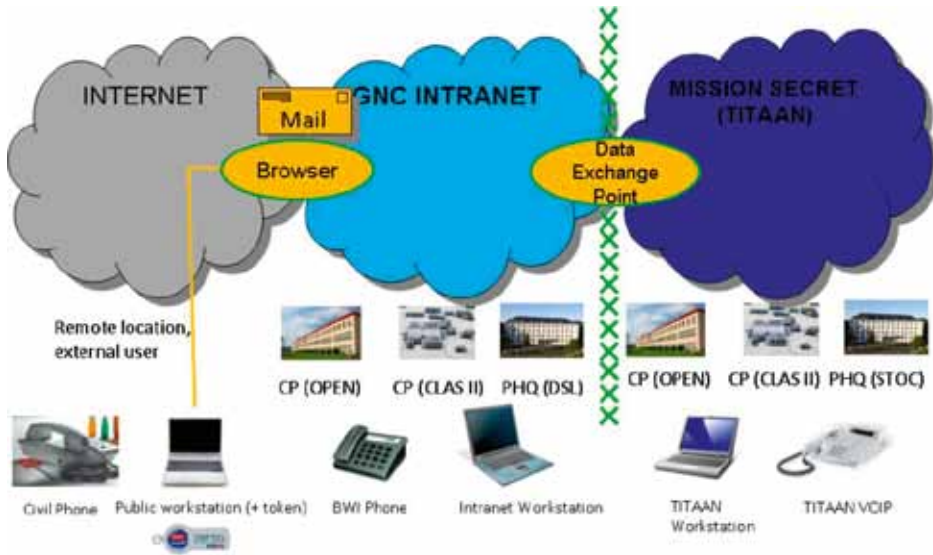 INTERNET
GNC INTRANET
MISSION SECRET
(TITAAN)
Mail
Browser
Data
Exchange
Point
Remote location,
external user
CP (OPEN)
CP (CLAS II)
PHQ (DSL)
CP (OPEN)
CP (CLAS II)
PHQ (STOC)
Civil Phone
Public workstation (+ token)
BWI Phone
Intranet Workstation
TITAAN
Workstation
TITAAN VCIP